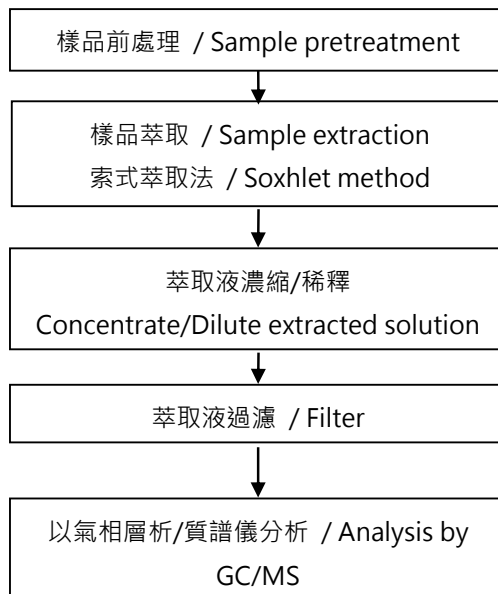 樣品前處理 / Sample pretreatment
樣品萃取 / Sample extraction
索式萃取法 / Soxhlet method
萃取液濃縮/稀釋
Concentrate/Dilute extracted solution
萃取液過濾 / Filter
以氣相層析/質譜儀分析 / Analysis by
GC/MS